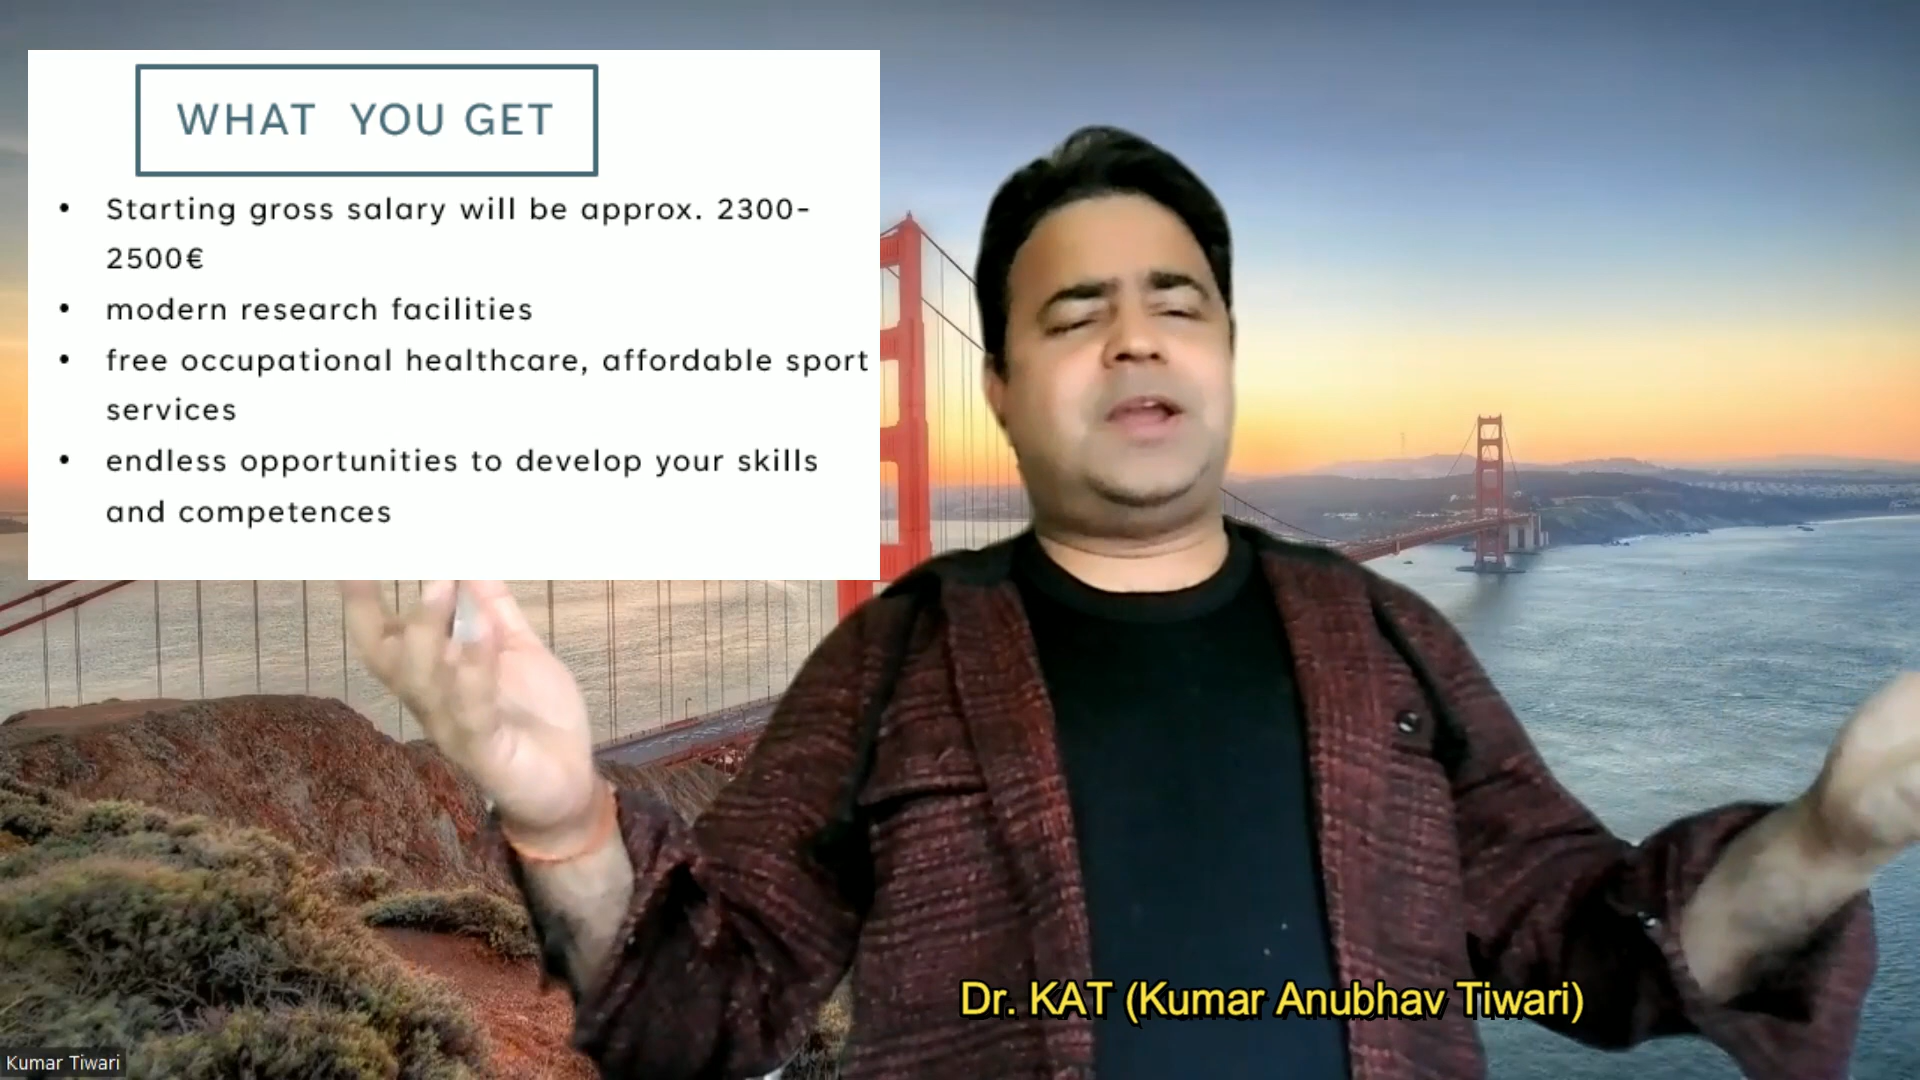 WHAT YOU GET
• Starting gross salary will be approx. 2300-
2500€
• modern research facilities
• free occupational healthcare, affordable sport
services
• endless opportunities to develop your skills
and competences
Dr. KAT (Kumar Anubhav Tiwari)
Kumar Tiwari